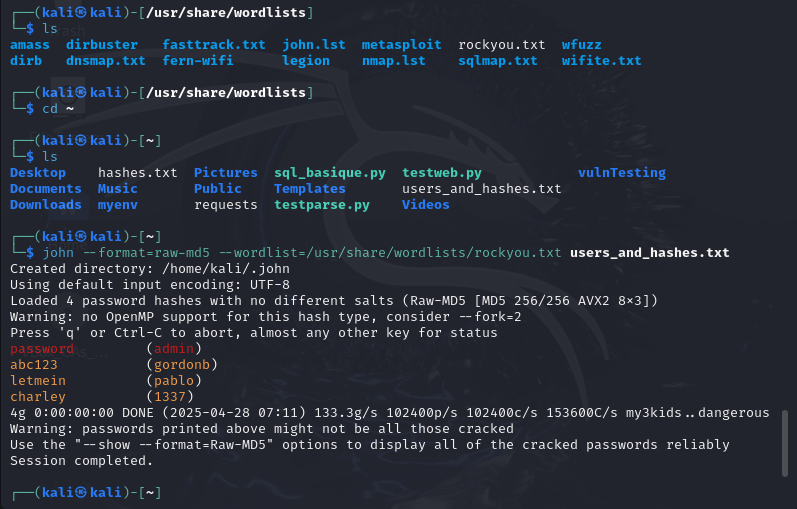 ┌──(kali㉿kali)-[/usr/share/wordlists]
└─$ ls
amass  dirbuster   fasttrack.txt  john.lst  metasploit  rockyou.txt  wfuzz
dirb   dnsmap.txt  fern-wifi      legion    nmap.lst    sqlmap.txt   wifite.txt
┌──(kali㉿kali)-[/usr/share/wordlists]
└─$ cd ~
┌──(kali㉿kali)-[~]
└─$ ls
Desktop    hashes.txt  Pictures  sql_basique.py  testweb.py            vulnTesting
Documents  Music       Public    Templates       users_and_hashes.txt
Downloads  myenv       requests  testparse.py    Videos
┌──(kali㉿kali)-[~]
└─$ john --format=raw-md5 --wordlist=/usr/share/wordlists/rockyou.txt users_and_hashes.txt
Created directory: /home/kali/.john
Using default input encoding: UTF-8
Loaded 4 password hashes with no different salts (Raw-MD5 [MD5 256/256 AVX2 8×3])
Warning: no OpenMP support for this hash type, consider --fork=2
Press 'q' or Ctrl-C to abort, almost any other key for status
password         (admin)
abc123           (gordonb)
letmein          (pablo)
charley          (1337)
4g 0:00:00:00 DONE (2025-04-28 07:11) 133.3g/s 102400p/s 102400c/s 153600C/s my3kids..dangerous
Warning: passwords printed above might not be all those cracked
Use the "--show --format=Raw-MD5" options to display all of the cracked passwords reliably
Session completed.
┌──(kali㉿kali)-[~]